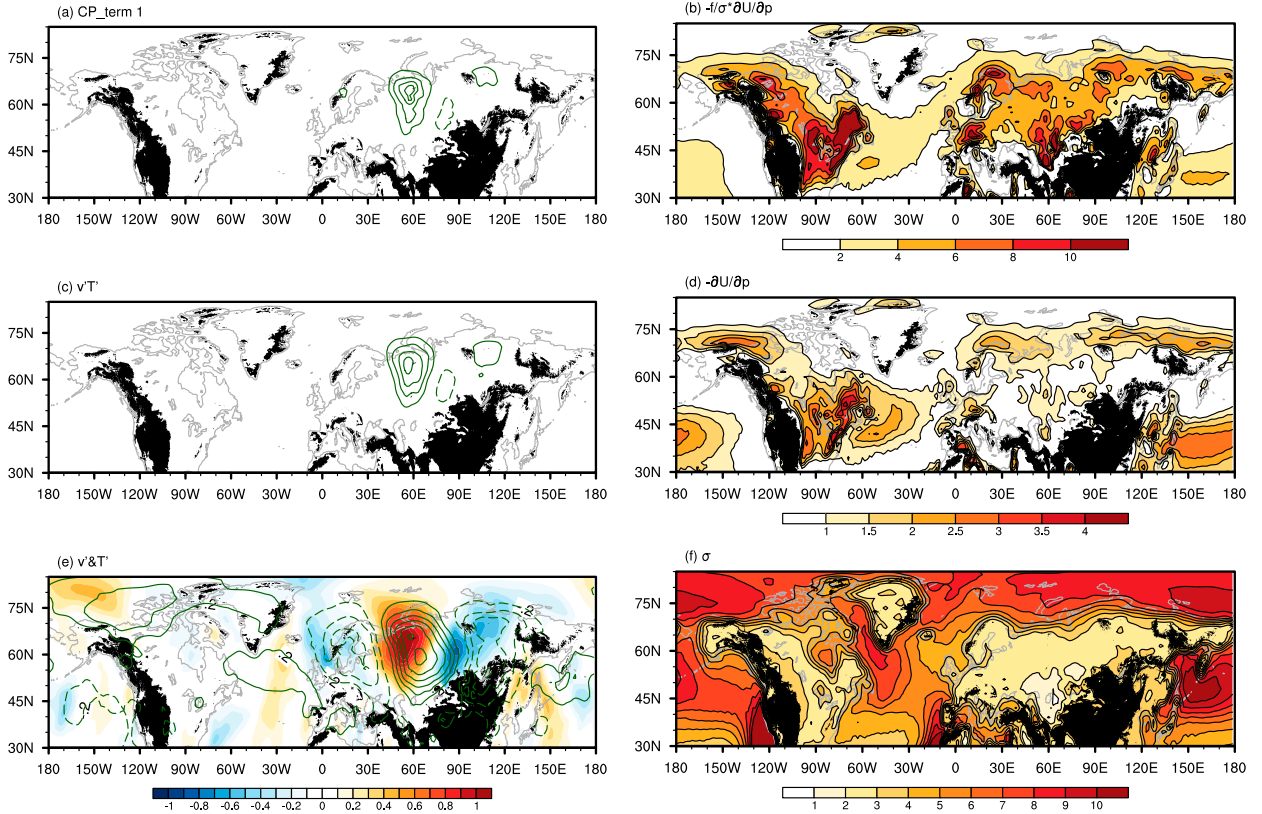 (a) CP_term 1
75N
60N
45N
30N
180 150W 120W 90W 60W 30W 0 30E 60E 90E 120E 150E 180
(b) -f/σ*∂U/∂p
75N
60N
45N
30N
180 150W 120W 90W 60W 30W 0 30E 60E 90E 120E 150E 180
2 4 6 8 10
(c) v'T'
75N
60N
45N
30N
180 150W 120W 90W 60W 30W 0 30E 60E 90E 120E 150E 180
(d) -∂U/∂p
75N
60N
45N
30N
180 150W 120W 90W 60W 30W 0 30E 60E 90E 120E 150E 180
1 1.5 2 2.5 3 3.5 4
(e) v'&T'
75N
60N
45N
30N
180 150W 120W 90W 60W 30W 0 30E 60E 90E 120E 150E 180
-1 -0.8 -0.6 -0.4 -0.2 0 0.2 0.4 0.6 0.8 1
(f) σ
75N
60N
45N
30N
180 150W 120W 90W 60W 30W 0 30E 60E 90E 120E 150E 180
1 2 3 4 5 6 7 8 9 10